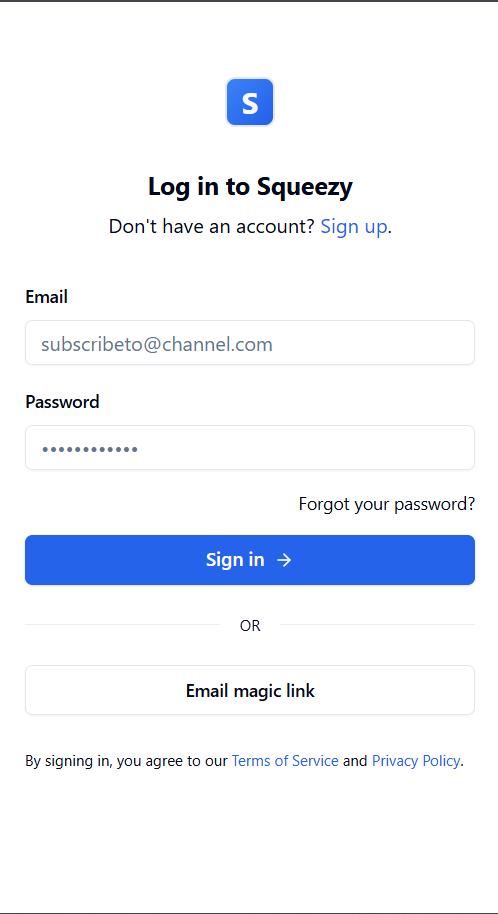 S
Log in to Squeezy
Don't have an account? Sign up.
Email
subscribeto@channel.com
Password
••••••••••••
Forgot your password?
Sign in →
OR
Email magic link
By signing in, you agree to our Terms of Service and Privacy Policy.